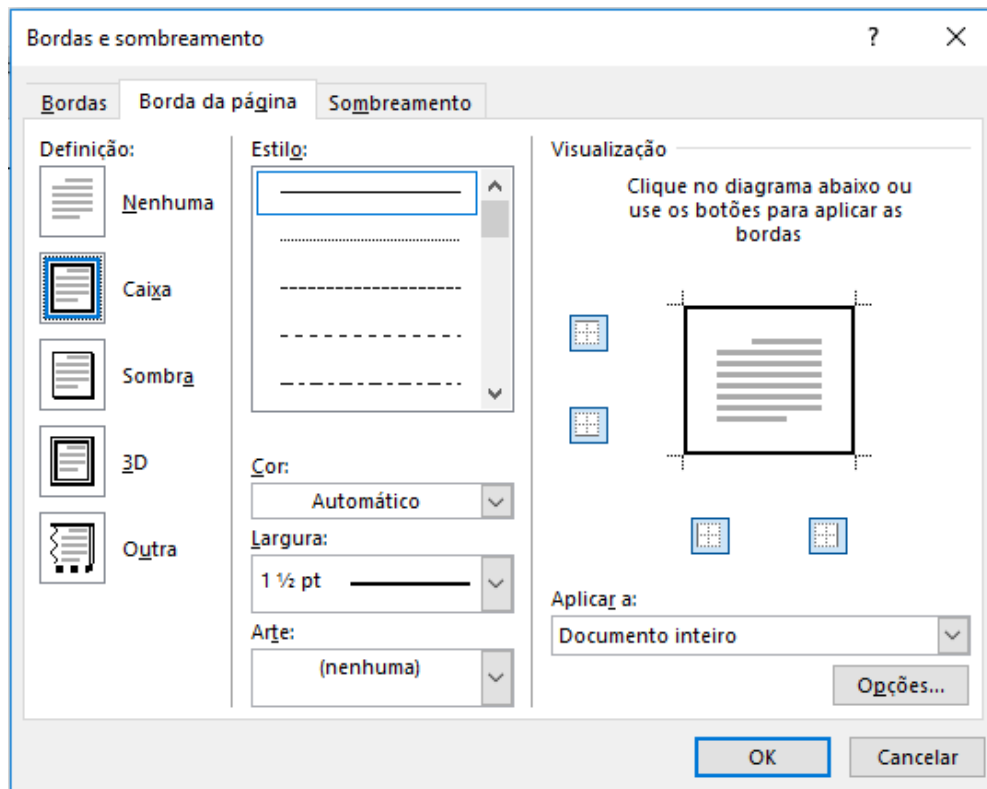 Bordas e sombreamento
?
Bordas
Borda da página
Sombreamento
Definição:
Nenhuma
Caixa
Sombra
3D
Outra
Estilo:
Cor:
Automático
Largura:
1 ½ pt
Arte:
(nenhuma)
Visualização
Clique no diagrama abaixo ou
use os botões para aplicar as
bordas
Aplicar a:
Documento inteiro
Opções...
OK
Cancelar